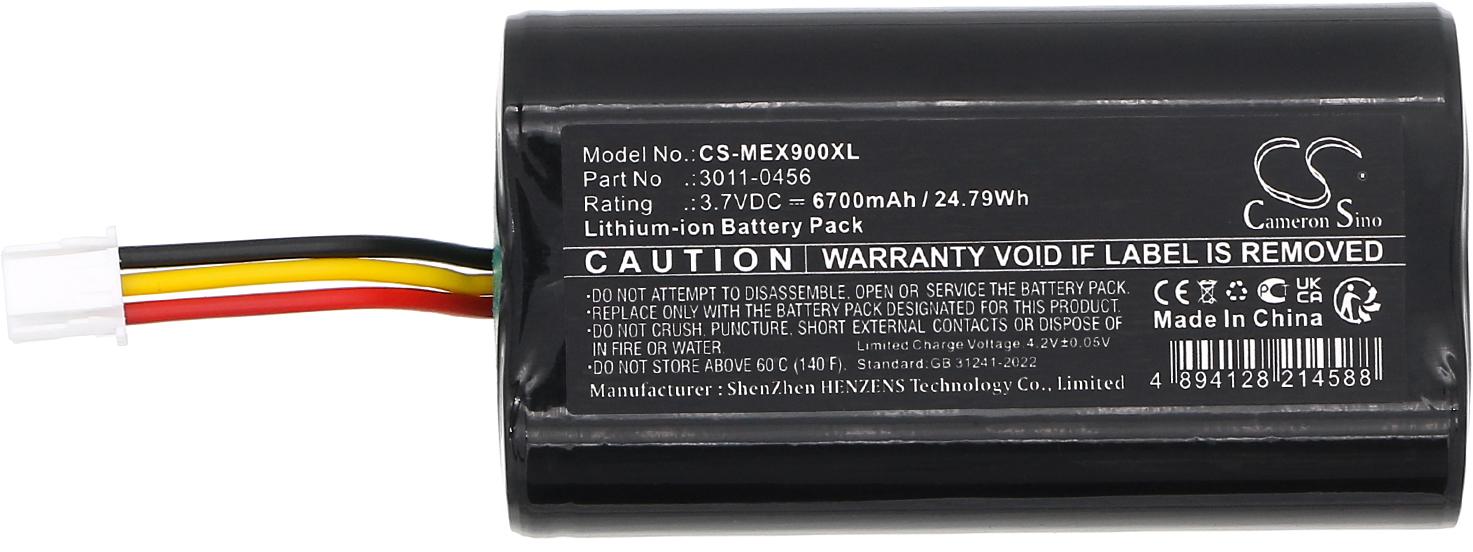 Model No.: CS-MEX900XL
Part No .: 3011-0456
Rating .: 3.7VDC ⎓ 6700mAh / 24.79Wh
Lithium-ion Battery Pack
Cameron Sino
CAUTION WARRANTY VOID IF LABEL IS REMOVED
·DO NOT ATTEMPT TO DISASSEMBLE, OPEN OR SERVICE THE BATTERY PACK.
·REPLACE ONLY WITH THE BATTERY PACK DESIGNATED FOR THIS PRODUCT.
·DO NOT CRUSH, PUNCTURE, SHORT EXTERNAL CONTACTS OR DISPOSE OF
IN FIRE OR WATER. Limited Charge Voltage:4.2V±0.05V
·DO NOT STORE ABOVE 60 C (140 F). Standard:GB 31241-2022
Manufacturer : ShenZhen HENZENS Technology Co., Limited
CE UK CA
Made In China
4 894128 214588